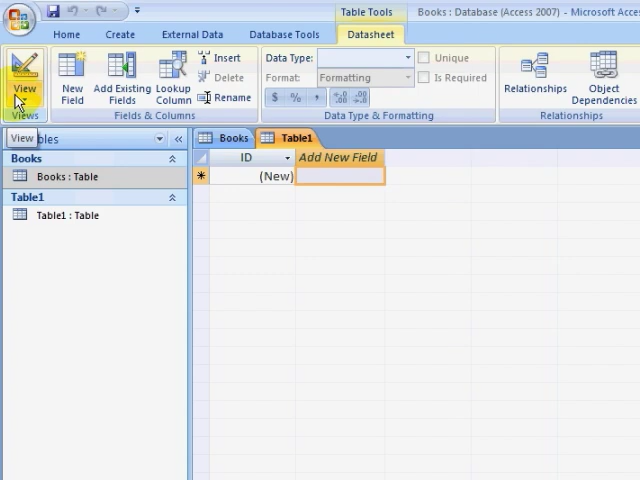 Table Tools
Books : Database (Access 2007) - Microsoft Acces
Home
Create
External Data
Database Tools
Datasheet
View
Views
New Field
Add Existing Fields
Lookup Column
Insert
Delete
Rename
Fields & Columns
Data Type:
Unique
Format:
Formatting
Is Required
$ % ,
Data Type & Formatting
Relationships
Object Dependencies
Relationships
View
bles
Books
Books : Table
Table1
Table1 : Table
Books
Table1
ID
Add New Field
(New)